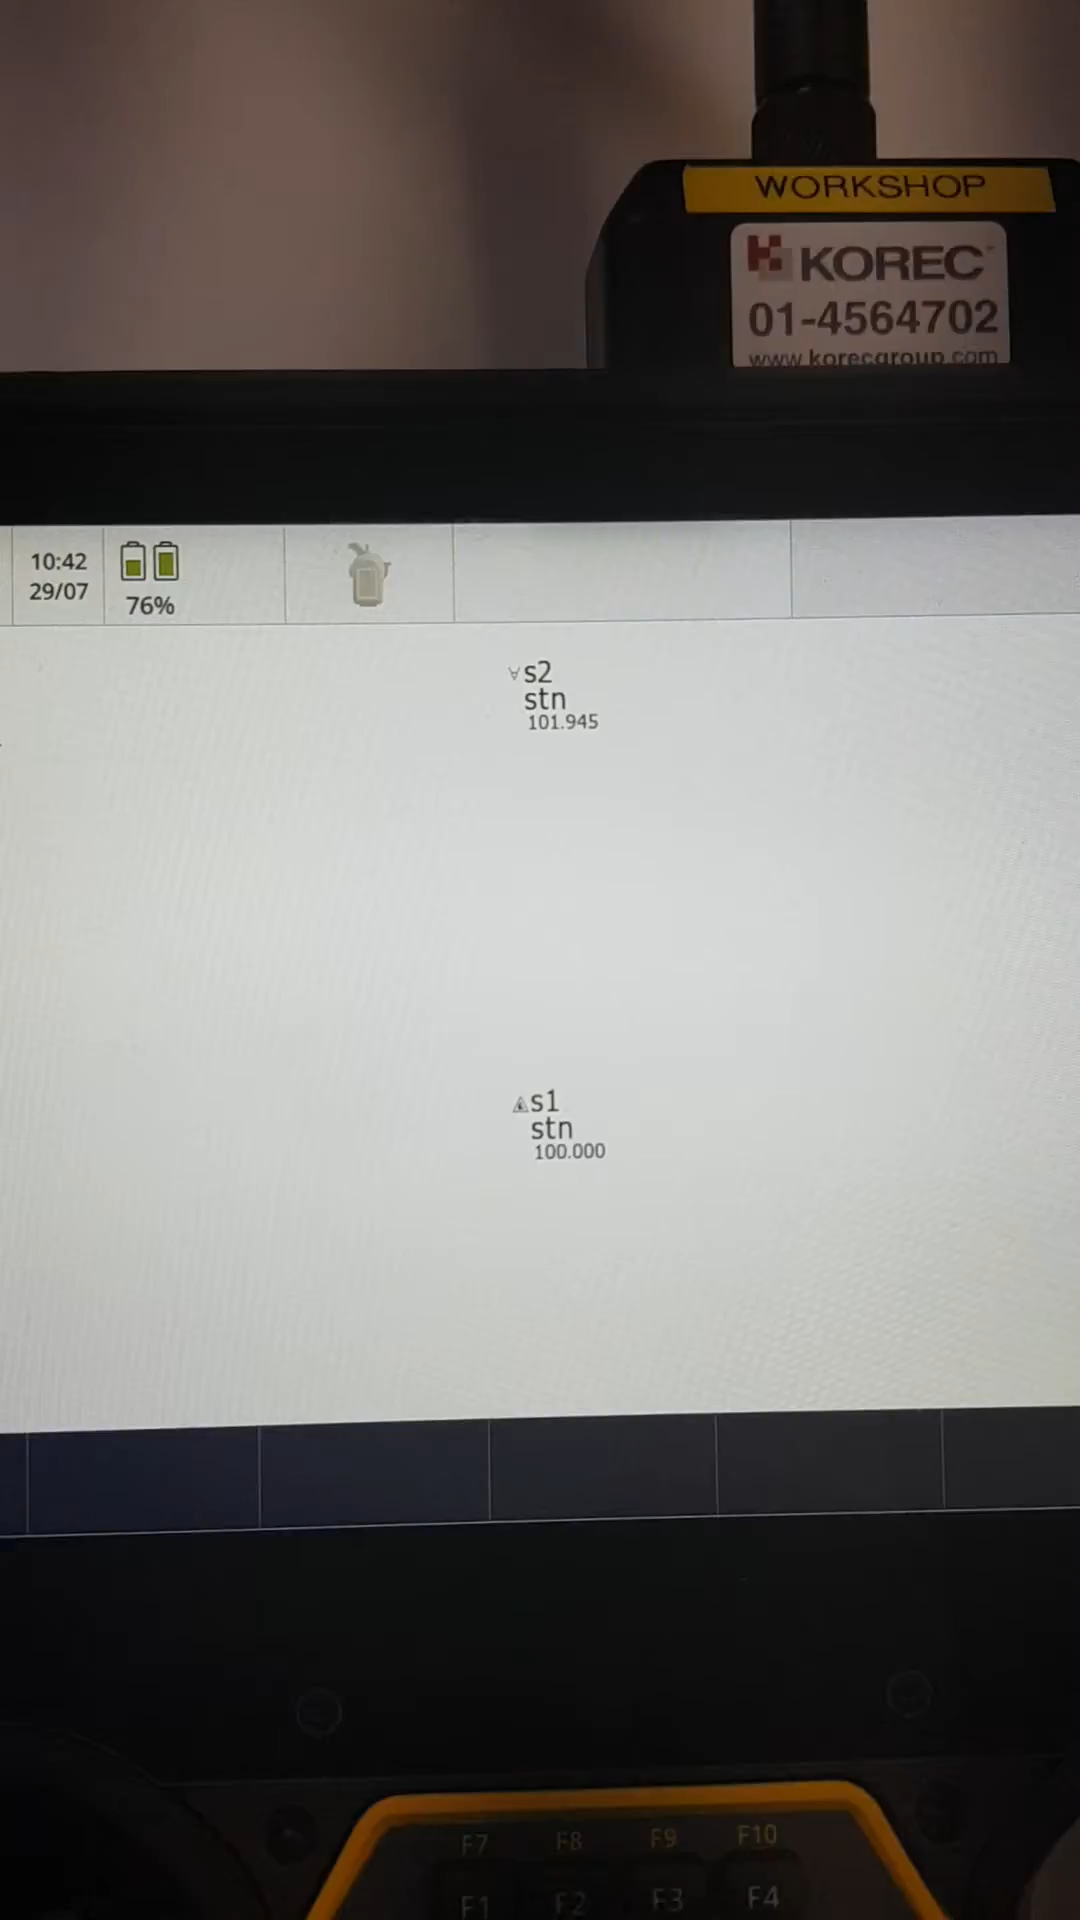 WORKSHOP
KOREC
01-4564702
www.korecgroup.com
10:42
29/07
76%
s2
stn
101.945
s1
stn
100.000
F7 F8 F9 F10
F1 F2 F3 F4